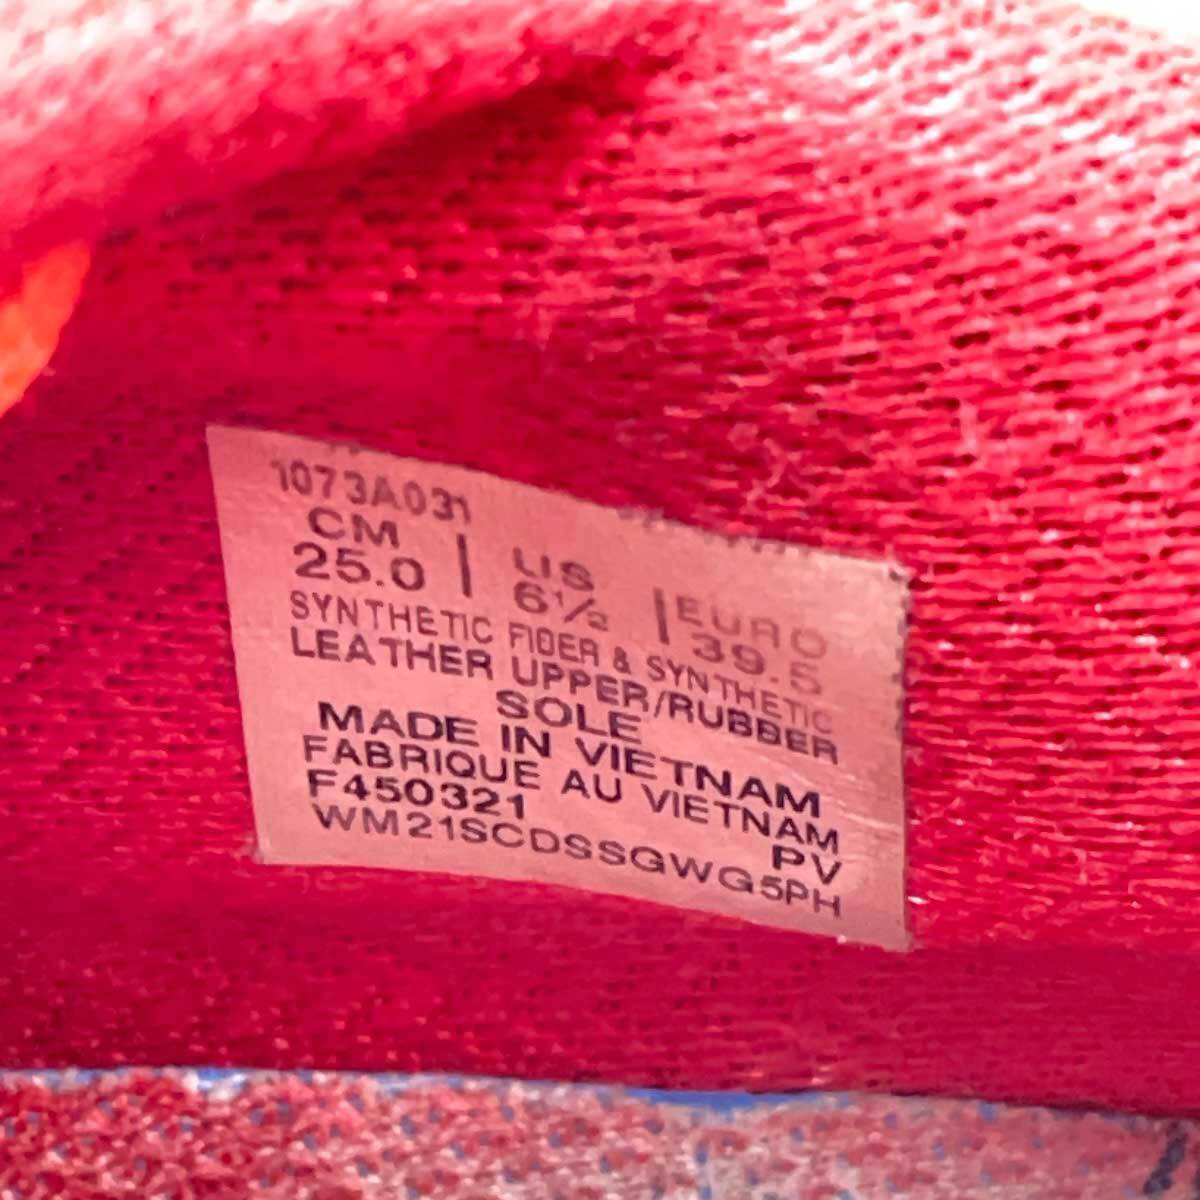 1073A031
CM | US | EURO
25.0 | 6½ | 39.5
SYNTHETIC FIBER & SYNTHETIC
LEATHER UPPER/RUBBER
SOLE
MADE IN VIETNAM
FABRIQUE AU VIETNAM
F450321 PV
WM21SCDSSGWG5PH